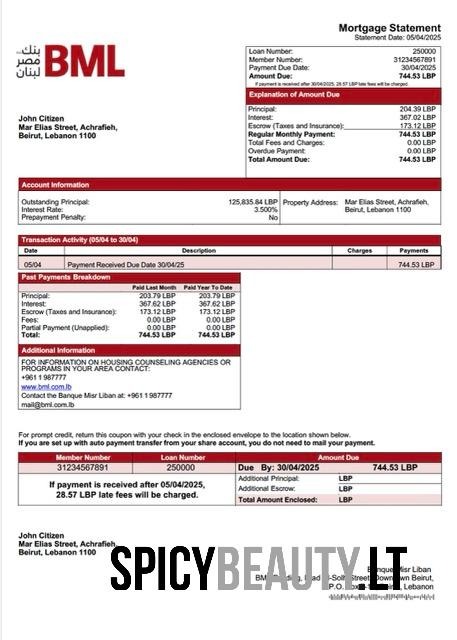 Mortgage Statement
Statement Date: 05/04/2025
بنك
مصر
لبنان
BML
Loan Number: 250000
Member Number: 31234567891
Payment Due Date: 30/04/2025
Amount Due: 744.53 LBP
If payment is received after 30/04/2025, 28.57 LBP late fees will be charged.
Explanation of Amount Due
Principal: 204.39 LBP
Interest: 367.02 LBP
Escrow (Taxes and Insurance): 173.12 LBP
Regular Monthly Payment: 744.53 LBP
Total Fees and Charges: 0.00 LBP
Overdue Payment: 0.00 LBP
Total Amount Due: 744.53 LBP
John Citizen
Mar Elias Street, Achrafieh,
Beirut, Lebanon 1100
Account Information
Outstanding Principal: 125,835.84 LBP
Interest Rate: 3.500%
Prepayment Penalty: No
Property Address: Mar Elias Street, Achrafieh,
Beirut, Lebanon 1100
Transaction Activity (05/04 to 30/04)
Date Description Charges Payments
05/04 Payment Received Due Date 30/04/25 744.53 LBP
Past Payments Breakdown
Paid Last Month Paid Year To Date
Principal: 203.79 LBP 203.79 LBP
Interest: 367.62 LBP 367.62 LBP
Escrow (Taxes and Insurance): 173.12 LBP 173.12 LBP
Fees: 0.00 LBP 0.00 LBP
Partial Payment (Unapplied): 0.00 LBP 0.00 LBP
Total: 744.53 LBP 744.53 LBP
Additional Information
FOR INFORMATION ON HOUSING COUNSELING AGENCIES OR
PROGRAMS IN YOUR AREA CONTACT:
+961 1 987777
www.bml.com.lb
Contact the Banque Misr Liban at: +961 1 987777
mail@bml.com.lb
For prompt credit, return this coupon with your check in the enclosed envelope to the location shown below.
If you are set up with auto payment transfer from your share account, you do not need to mail your payment.
Member Number Loan Number Amount Due
31234567891 250000 Due By: 30/04/2025 744.53 LBP
If payment is received after 05/04/2025,
28.57 LBP late fees will be charged.
Additional Principal: LBP
Additional Escrow: LBP
Total Amount Enclosed: LBP
John Citizen
Mar Elias Street, Achrafieh,
Beirut, Lebanon 1100
SPICYBEAUTY.LT
Misr Liban
Beirut,
Lebanon